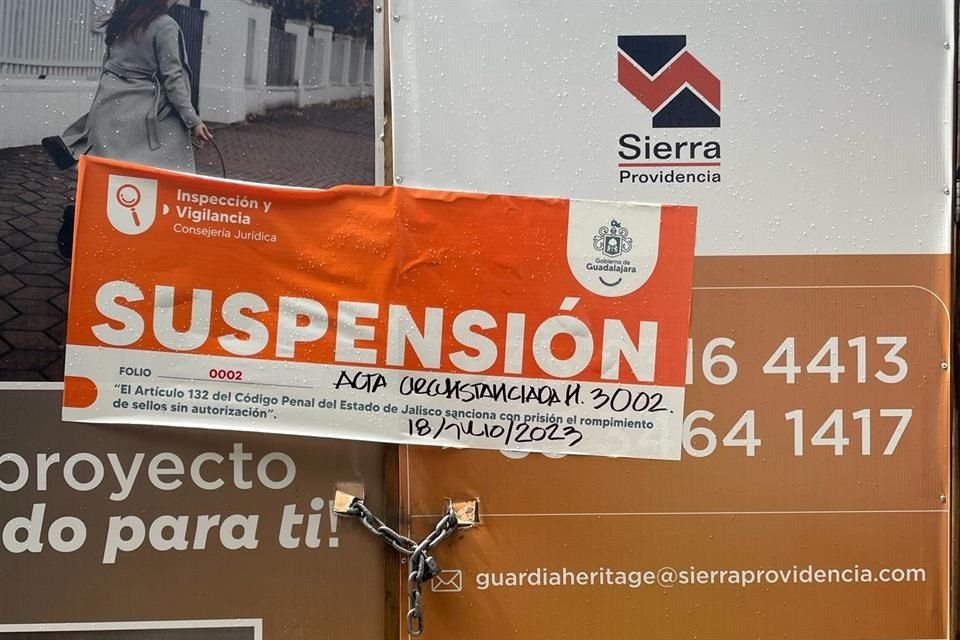 Sierra
Providencia
Inspección y
Vigilancia
Consejería Jurídica
Gobierno de
Guadalajara
SUSPENSIÓN
FOLIO 0002
ACTA CIRCUNSTANCIADA N. 3002.
"El Artículo 132 del Código Penal del Estado de Jalisco sanciona con prisión el rompimiento
de sellos sin autorización".
18/JULIO/2023
16 4413
64 1417
proyecto
do para ti!
guardiaheritage@sierraprovidencia.com